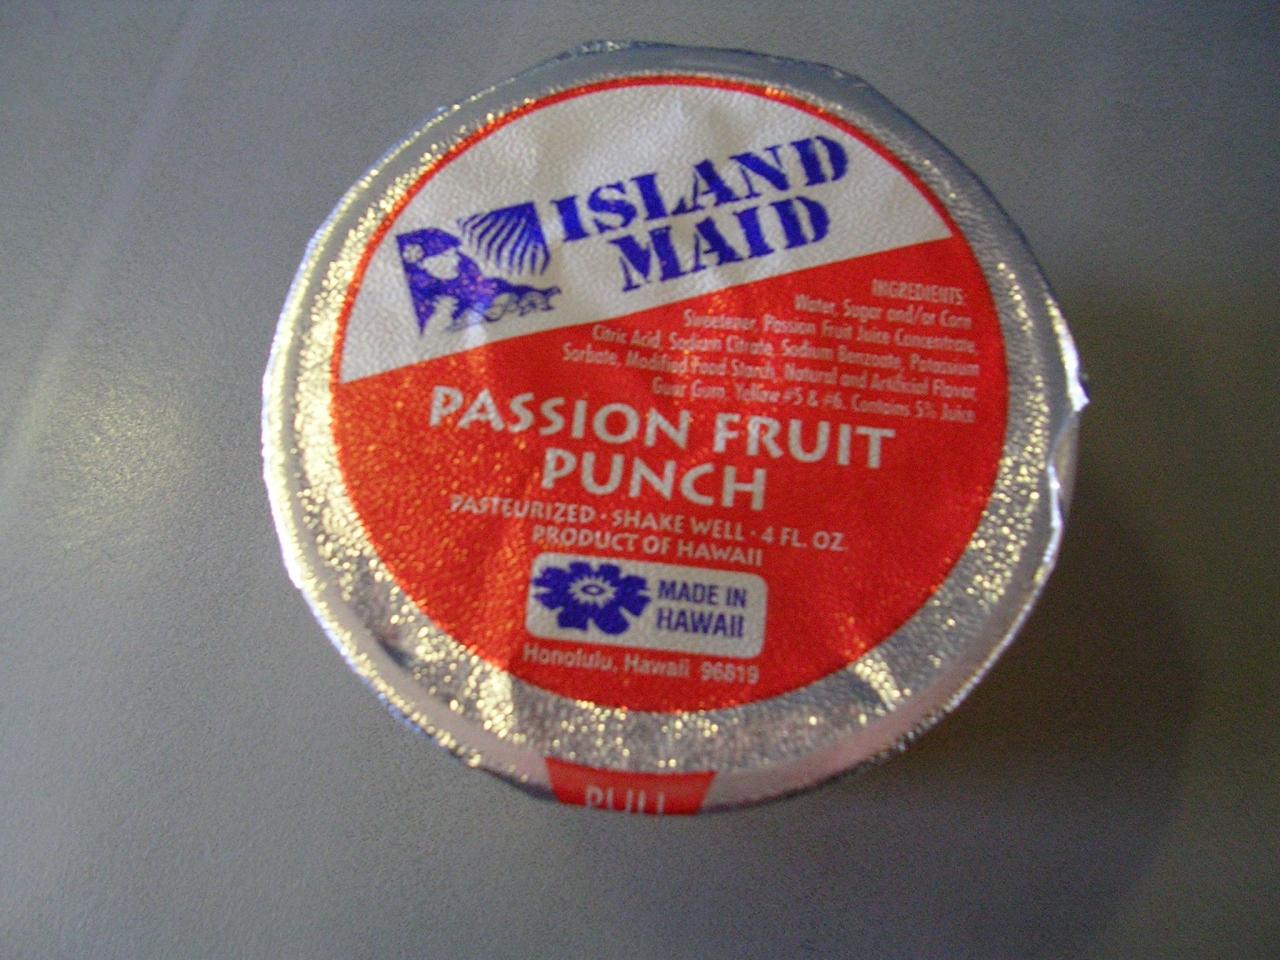 ISLAND
MAID
INGREDIENTS:
Water, Sugar and/or Corn
Sweetener, Passion Fruit Juice Concentrate,
Citric Acid, Sodium Citrate, Sodium Benzoate, Potassium
Sorbate, Modified Food Starch, Natural and Artificial Flavor,
Guar Gum, Yellow #5 & #6. Contains 5% Juice
PASSION FRUIT
PUNCH
PASTEURIZED · SHAKE WELL · 4 FL. OZ.
PRODUCT OF HAWAII
MADE IN
HAWAII
Honolulu, Hawaii 96819
PULL